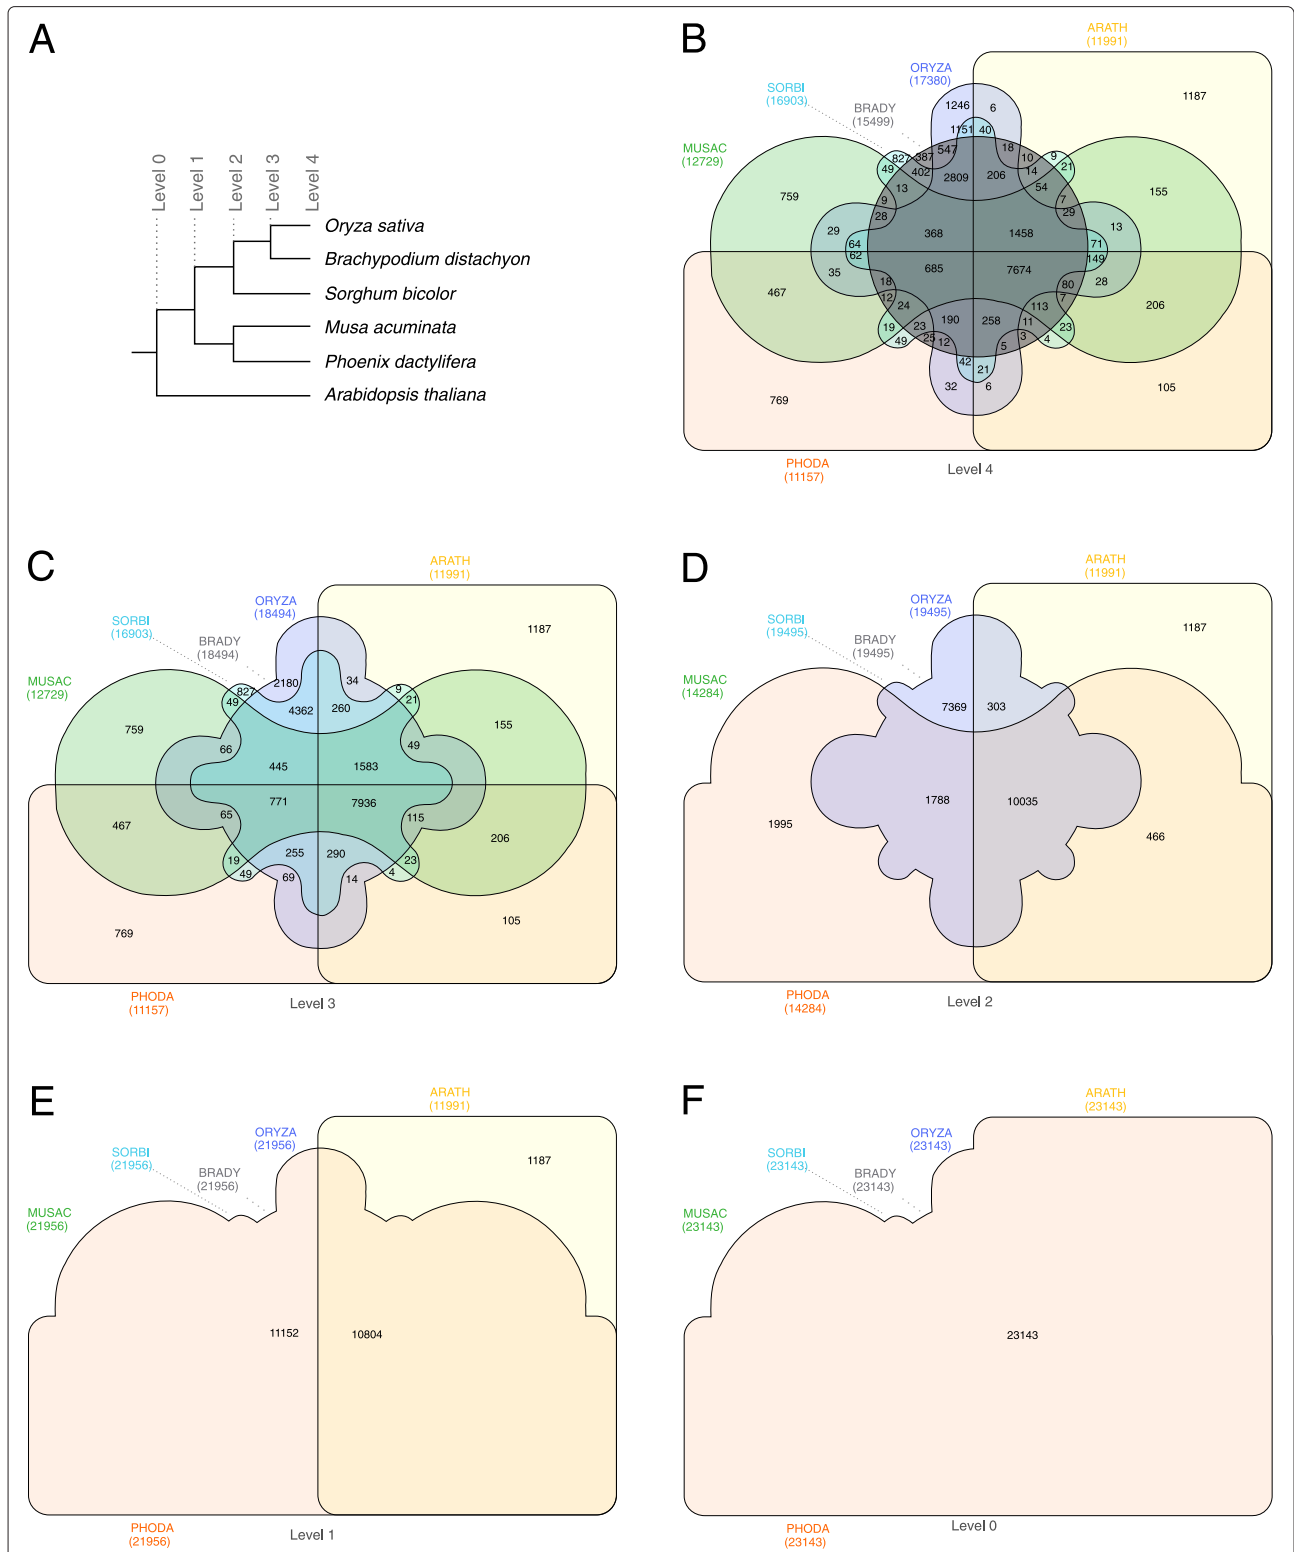 A
Level 0
Level 1
Level 2
Level 3
Level 4
Oryza sativa
Brachypodium distachyon
Sorghum bicolor
Musa acuminata
Phoenix dactylifera
Arabidopsis thaliana
B
ARATH
(11991)
ORYZA
(17380)
SORBI
(16903)
BRADY
(15499)
MUSAC
(12729)
1187
1246
6
1151
40
547
18
387
10
827
9
49
402
14
21
2809
206
13
54
759
155
9
7
28
29
29
13
368
1458
64
71
62
149
35
685
7674
28
18
80
467
12
7
206
24
113
190
258
19
23
11
23
49
25
12
5
3
4
42
21
32
6
769
105
PHODA
(11157)
Level 4
C
ARATH
(11991)
ORYZA
(18494)
SORBI
(16903)
BRADY
(18494)
MUSAC
(12729)
1187
2180
34
827
9
49
21
4362
260
759
155
66
49
445
1583
771
7936
65
115
467
206
255
290
19
23
49
69
14
4
769
105
PHODA
(11157)
Level 3
D
ARATH
(11991)
ORYZA
(19495)
SORBI
(19495)
BRADY
(19495)
MUSAC
(14284)
1187
7369
303
1788
10035
1995
466
PHODA
(14284)
Level 2
E
ARATH
(11991)
ORYZA
(21956)
SORBI
(21956)
BRADY
(21956)
MUSAC
(21956)
1187
11152
10804
PHODA
(21956)
Level 1
F
ARATH
(23143)
ORYZA
(23143)
SORBI
(23143)
BRADY
(23143)
MUSAC
(23143)
23143
PHODA
(23143)
Level 0